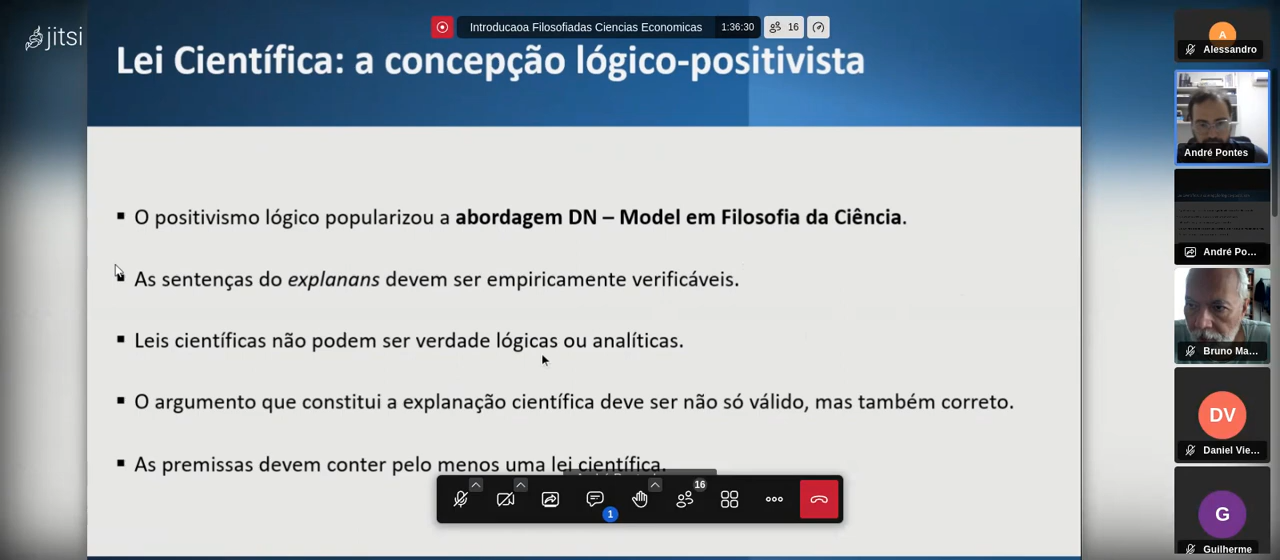 jitsi
Introducaoa Filosofiadas Ciencias Economicas 1:36:30 16
Lei Científica: a concepção lógico-positivista
▪ O positivismo lógico popularizou a abordagem DN – Model em Filosofia da Ciência.
▪ As sentenças do explanans devem ser empiricamente verificáveis.
▪ Leis científicas não podem ser verdade lógicas ou analíticas.
▪ O argumento que constitui a explanação científica deve ser não só válido, mas também correto.
▪ As premissas devem conter pelo menos uma lei científica.
16
1
A
Alessandro
André Pontes
André Po...
Bruno Ma...
DV
Daniel Vie...
G
Guilherme